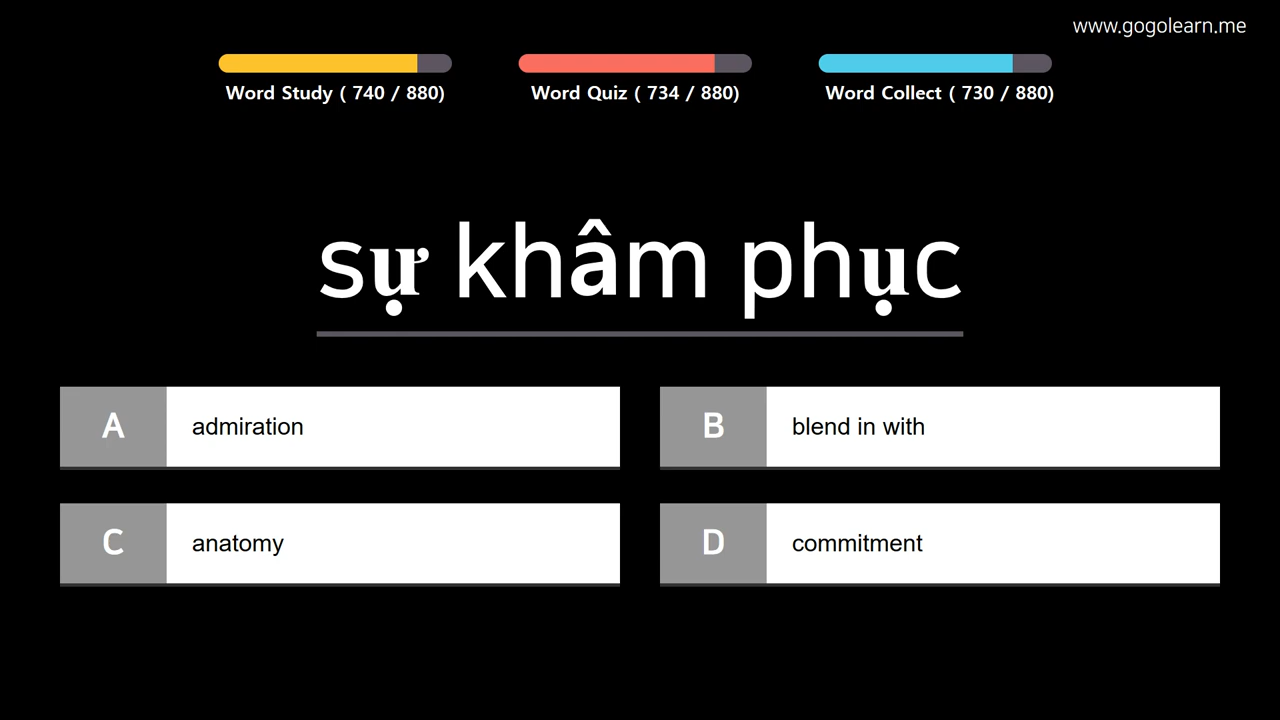 www.gogolearn.me
Word Study ( 740 / 880)
Word Quiz ( 734 / 880)
Word Collect ( 730 / 880)
sự khâm phục
A admiration
B blend in with
C anatomy
D commitment